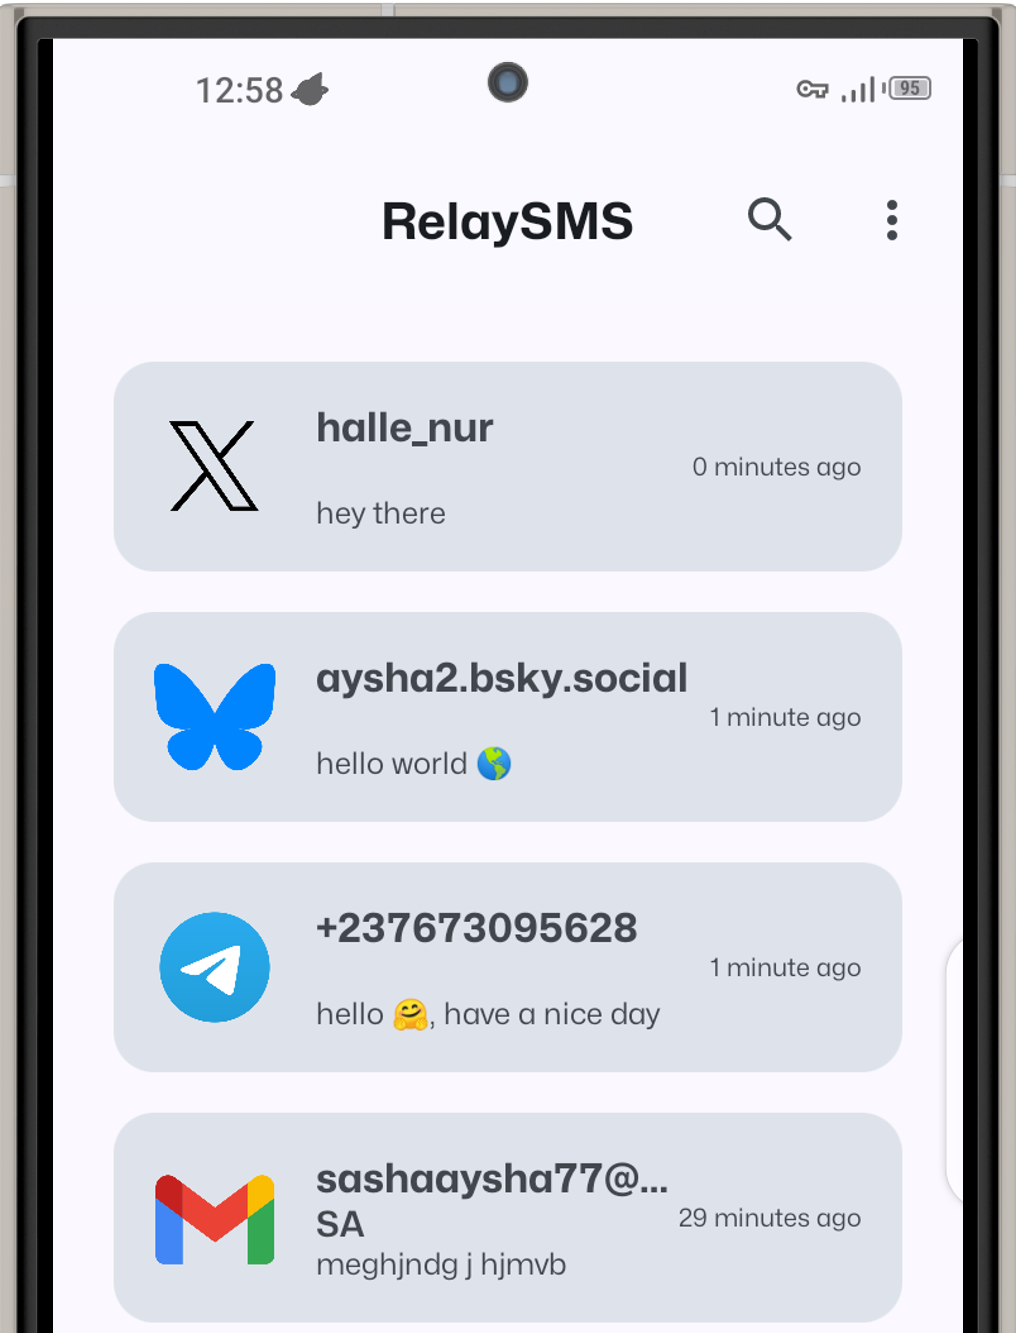 12:58
95
RelaySMS
halle_nur
0 minutes ago
hey there
aysha2.bsky.social
1 minute ago
hello world 🌎
+237673095628
1 minute ago
hello 🤗, have a nice day
sashaaysha77@...
SA
29 minutes ago
meghjndg j hjmvb